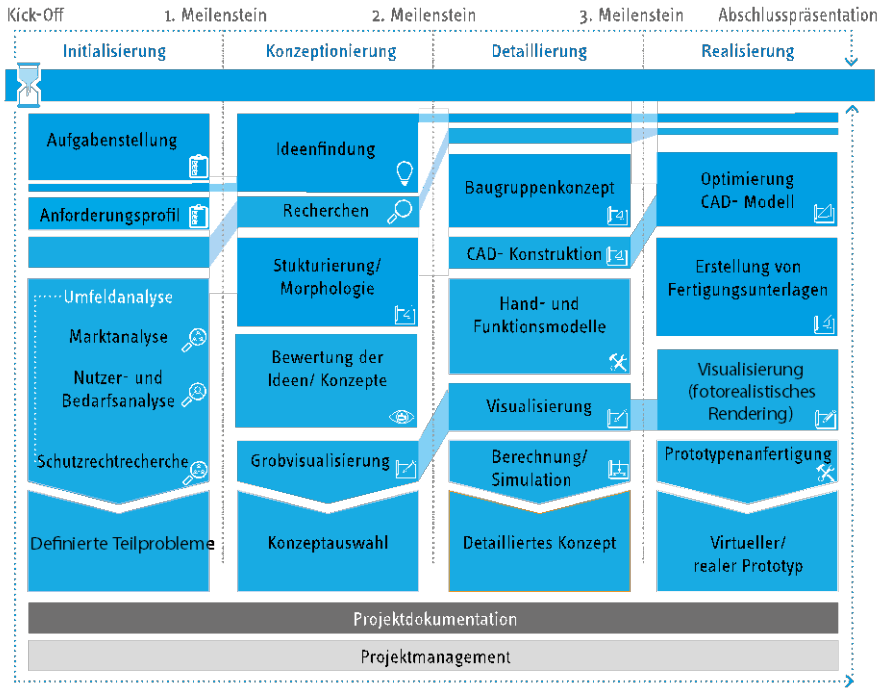 Kick-Off
1. Meilenstein
2. Meilenstein
3. Meilenstein
Abschlusspräsentation
Initialisierung
Konzeptionierung
Detaillierung
Realisierung
Aufgabenstellung
Anforderungsprofil
Umfeldanalyse
Marktanalyse
Nutzer- und
Bedarfsanalyse
Schutzrechtrecherche
Definierte Teilprobleme
Ideenfindung
Recherchen
Stukturierung/
Morphologie
Bewertung der
Ideen/ Konzepte
Grobvisualisierung
Konzeptauswahl
Baugruppenkonzept
CAD- Konstruktion
Hand- und
Funktionsmodelle
Visualisierung
Berechnung/
Simulation
Detailliertes Konzept
Optimierung
CAD- Modell
Erstellung von
Fertigungsunterlagen
Visualisierung
(fotorealistisches
Rendering)
Prototypenanfertigung
Virtueller/
realer Prototyp
Projektdokumentation
Projektmanagement